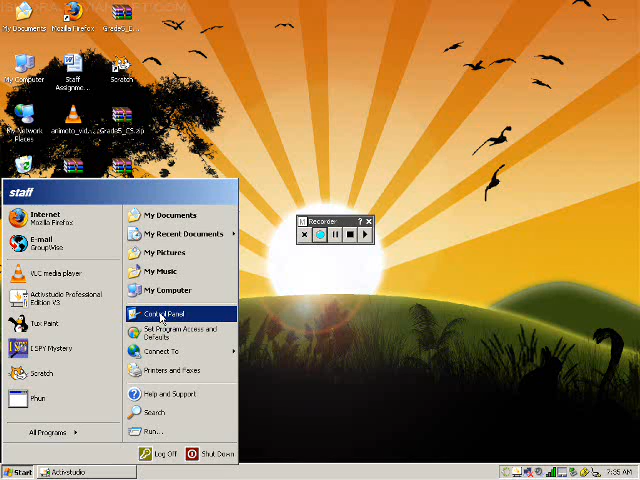 My Documents
Mozilla Firefox
Grade5_E...
My Computer
Staff
Assignme...
Scratch
My Network
Places
animoto_vid...
Grade5_CS.zip
Recorder
staff
Internet
Mozilla Firefox
E-mail
GroupWise
VLC media player
Activstudio Professional
Edition V3
Tux Paint
I SPY Mystery
Scratch
Phun
All Programs
My Documents
My Recent Documents
My Pictures
My Music
My Computer
Control Panel
Set Program Access and
Defaults
Connect To
Printers and Faxes
Help and Support
Search
Run...
Log Off
Shut Down
Start
Activstudio
7:35 AM